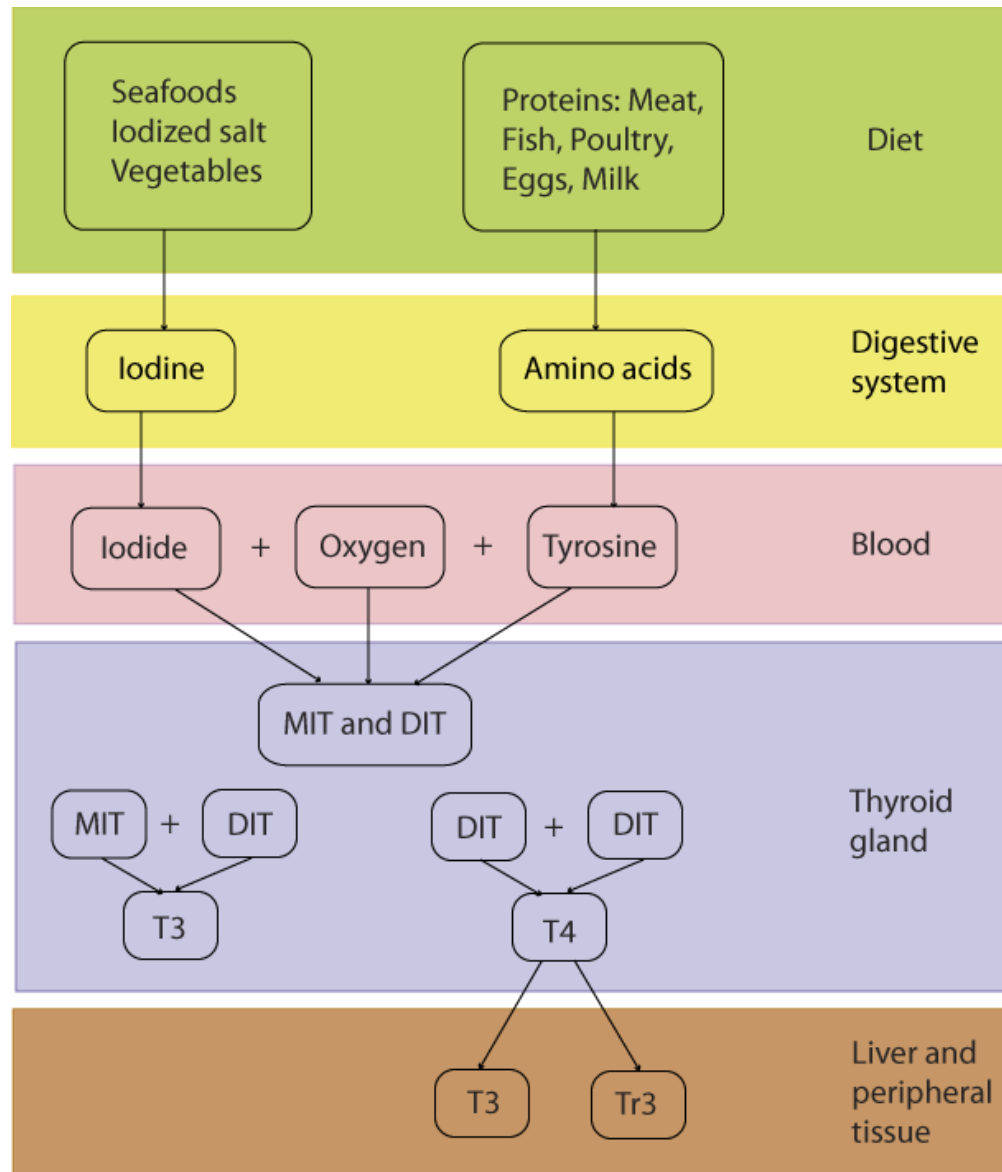 Seafoods
Iodized salt
Vegetables
Proteins: Meat,
Fish, Poultry,
Eggs, Milk
Diet
Iodine
Amino acids
Digestive
system
Iodide + Oxygen + Tyrosine
Blood
MIT and DIT
MIT + DIT
DIT + DIT
Thyroid
gland
T3
T4
T3
Tr3
Liver and
peripheral
tissue